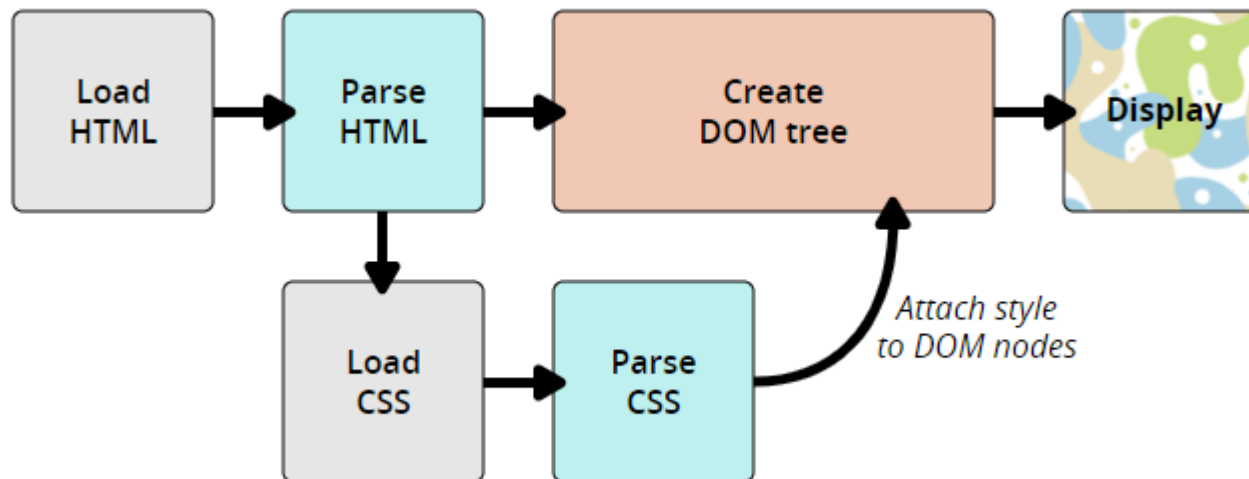 Load
HTML
Parse
HTML
Create
DOM tree
Display
Load
CSS
Parse
CSS
Attach style
to DOM nodes